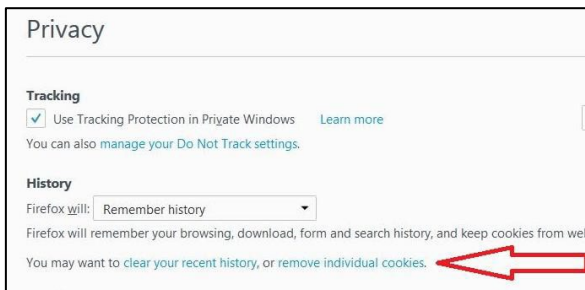 Privacy
Tracking
Use Tracking Protection in Private Windows Learn more
You can also manage your Do Not Track settings.
History
Firefox will: Remember history
Firefox will remember your browsing, download, form and search history, and keep cookies from
You may want to clear your recent history, or remove individual cookies.